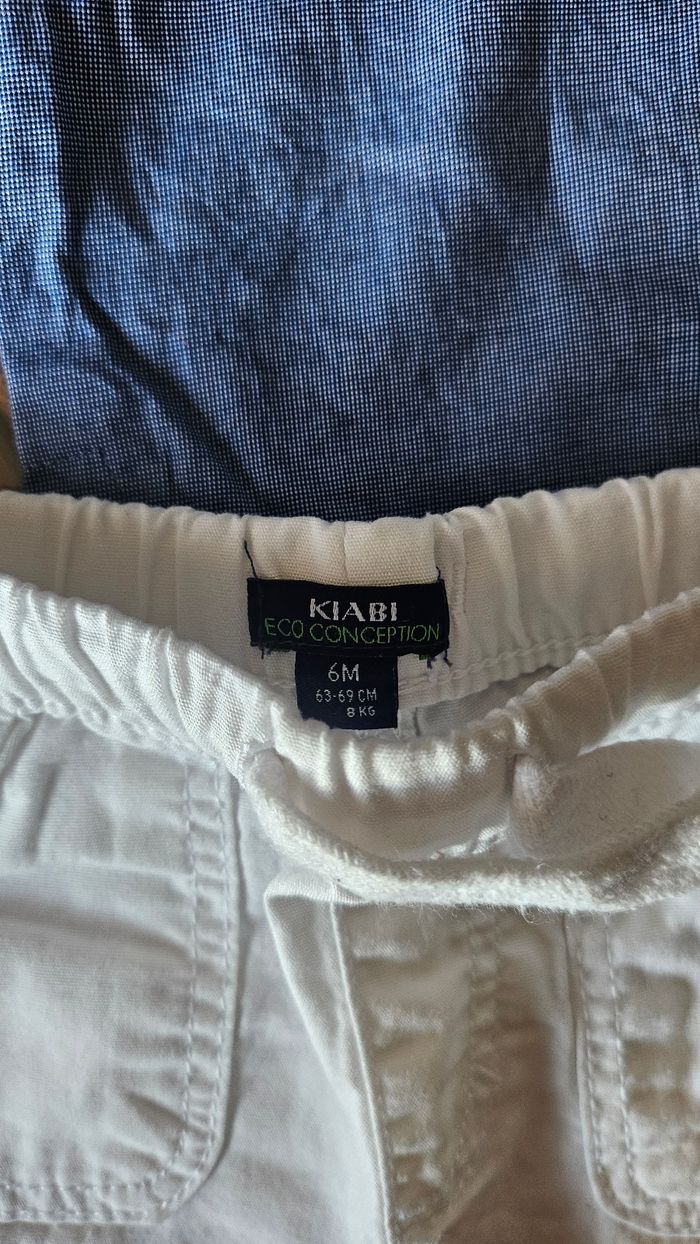 KIABI
ECO CONCEPTION
6M
63-69 CM
8 KG